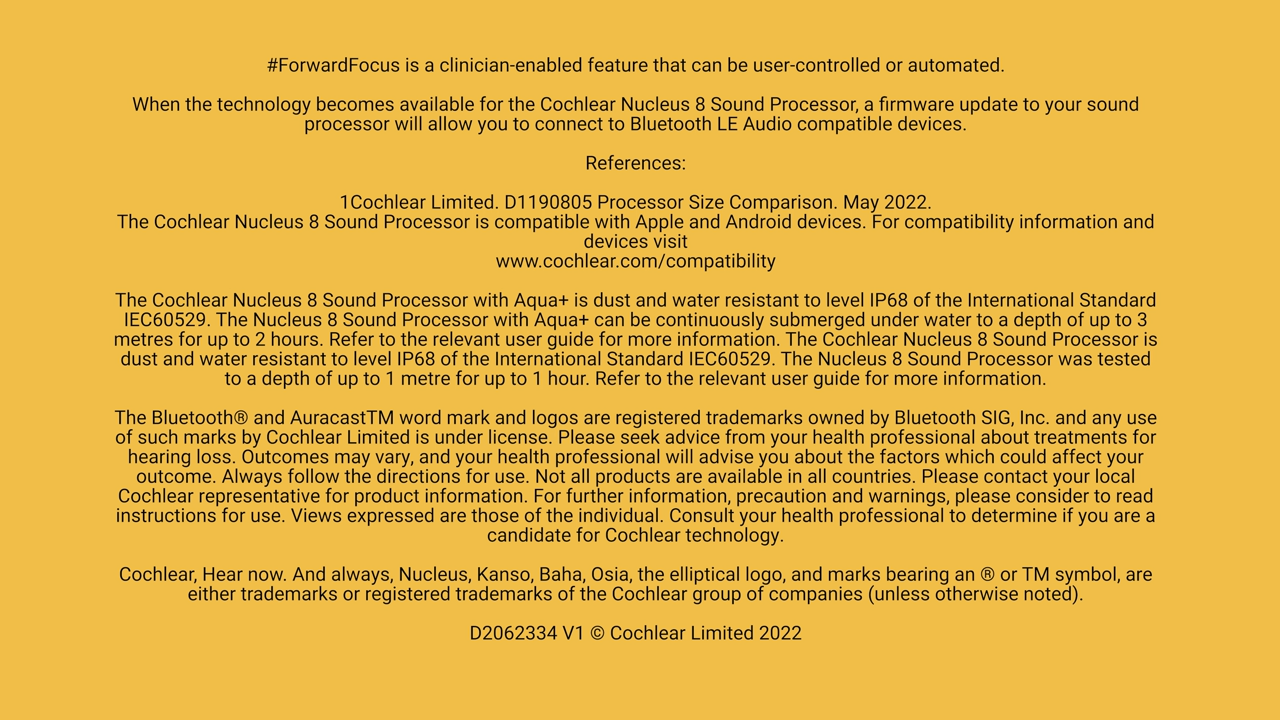 #ForwardFocus is a clinician-enabled feature that can be user-controlled or automated.
When the technology becomes available for the Cochlear Nucleus 8 Sound Processor, a firmware update to your sound
processor will allow you to connect to Bluetooth LE Audio compatible devices.
References:
1Cochlear Limited. D1190805 Processor Size Comparison. May 2022.
The Cochlear Nucleus 8 Sound Processor is compatible with Apple and Android devices. For compatibility information and
devices visit
www.cochlear.com/compatibility
The Cochlear Nucleus 8 Sound Processor with Aqua+ is dust and water resistant to level IP68 of the International Standard
IEC60529. The Nucleus 8 Sound Processor with Aqua+ can be continuously submerged under water to a depth of up to 3
metres for up to 2 hours. Refer to the relevant user guide for more information. The Cochlear Nucleus 8 Sound Processor is
dust and water resistant to level IP68 of the International Standard IEC60529. The Nucleus 8 Sound Processor was tested
to a depth of up to 1 metre for up to 1 hour. Refer to the relevant user guide for more information.
The Bluetooth® and AuracastTM word mark and logos are registered trademarks owned by Bluetooth SIG, Inc. and any use
of such marks by Cochlear Limited is under license. Please seek advice from your health professional about treatments for
hearing loss. Outcomes may vary, and your health professional will advise you about the factors which could affect your
outcome. Always follow the directions for use. Not all products are available in all countries. Please contact your local
Cochlear representative for product information. For further information, precaution and warnings, please consider to read
instructions for use. Views expressed are those of the individual. Consult your health professional to determine if you are a
candidate for Cochlear technology.
Cochlear, Hear now. And always, Nucleus, Kanso, Baha, Osia, the elliptical logo, and marks bearing an ® or TM symbol, are
either trademarks or registered trademarks of the Cochlear group of companies (unless otherwise noted).
D2062334 V1 © Cochlear Limited 2022